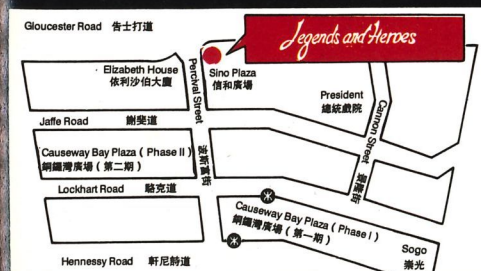 Gloucester Road 告士打道
Legends and Heroes
Elizabeth House
依利沙伯大廈
Percival Street
波斯富街
Sino Plaza
信和廣場
President
總統戲院
Cannon Street
景隆街
Jaffe Road 謝斐道
Causeway Bay Plaza ( Phase II )
銅鑼灣廣場(第二期)
Lockhart Road 駱克道
Causeway Bay Plaza ( Phase I )
銅鑼灣廣場(第一期)
Sogo
崇光
Hennessy Road 軒尼詩道